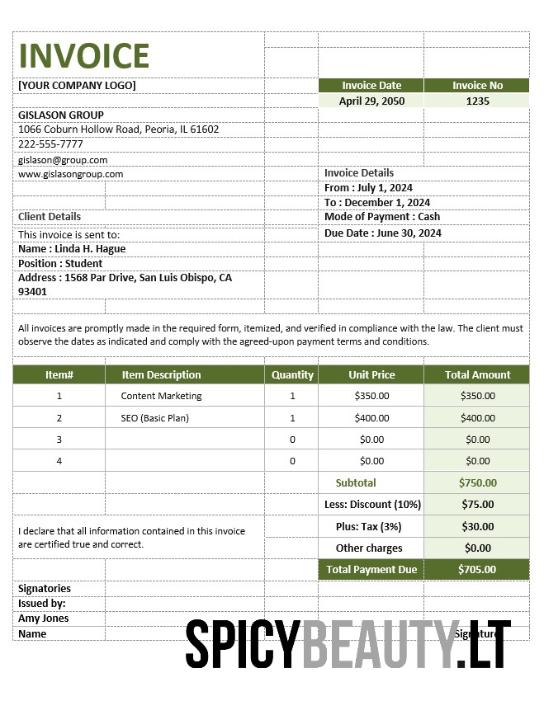 INVOICE
[YOUR COMPANY LOGO]
Invoice Date Invoice No
April 29, 2050 1235
GISLASON GROUP
1066 Coburn Hollow Road, Peoria, IL 61602
222-555-7777
gislason@group.com
www.gislasongroup.com
Invoice Details
From : July 1, 2024
To : December 1, 2024
Mode of Payment : Cash
Due Date : June 30, 2024
Client Details
This invoice is sent to:
Name : Linda H. Hague
Position : Student
Address : 1568 Par Drive, San Luis Obispo, CA
93401
All invoices are promptly made in the required form, itemized, and verified in compliance with the law. The client must
observe the dates as indicated and comply with the agreed-upon payment terms and conditions.
Item# Item Description Quantity Unit Price Total Amount
1 Content Marketing 1 $350.00 $350.00
2 SEO (Basic Plan) 1 $400.00 $400.00
3 0 $0.00 $0.00
4 0 $0.00 $0.00
Subtotal $750.00
Less: Discount (10%) $75.00
Plus: Tax (3%) $30.00
Other charges $0.00
Total Payment Due $705.00
I declare that all information contained in this invoice
are certified true and correct.
Signatories
Issued by:
Amy Jones
Name Signature
SPICYBEAUTY.LT